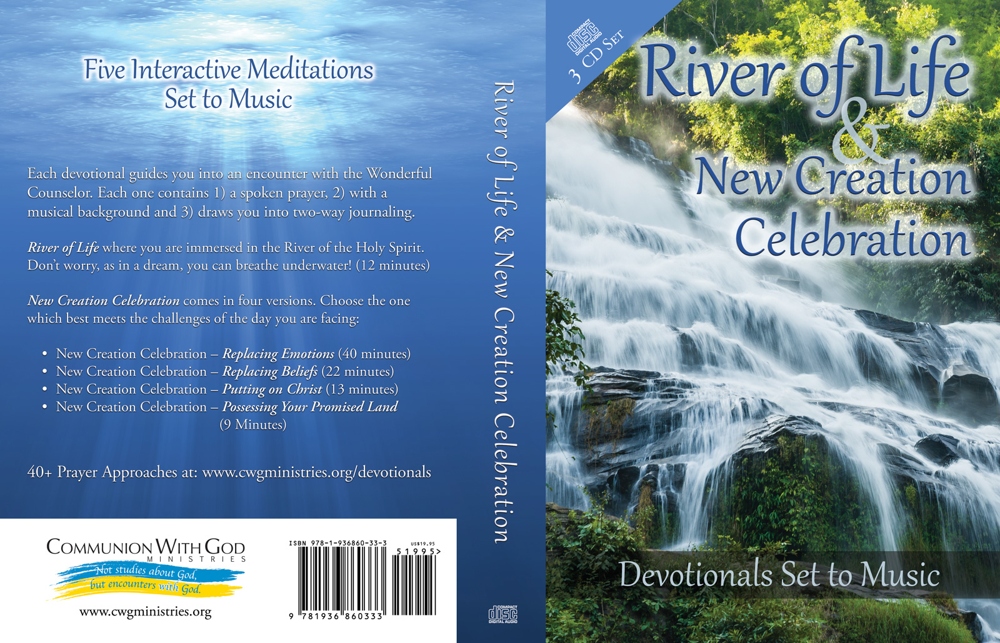 Five Interactive Meditations
Set to Music
Each devotional guides you into an encounter with the Wonderful
Counselor. Each one contains 1) a spoken prayer, 2) with a
musical background and 3) draws you into two-way journaling.
River of Life where you are immersed in the River of the Holy Spirit.
Don't worry, as in a dream, you can breathe underwater! (12 minutes)
New Creation Celebration comes in four versions. Choose the one
which best meets the challenges of the day you are facing:
• New Creation Celebration – Replacing Emotions (40 minutes)
• New Creation Celebration – Replacing Beliefs (22 minutes)
• New Creation Celebration – Putting on Christ (13 minutes)
• New Creation Celebration – Possessing Your Promised Land
(9 Minutes)
40+ Prayer Approaches at: www.cwgministries.org/devotionals
COMMUNION WITH GOD
MINISTRIES
Not studies about God,
but encounters with God.
www.cwgministries.org
ISBN 978-1-936860-33-3
US$19.95
51995>
9 781936 860333
River of Life & New Creation Celebration
COMPACT
disc
DIGITAL AUDIO
COMPACT
disc
DIGITAL AUDIO
3 CD Set
River of Life
&
New Creation
Celebration
Devotionals Set to Music